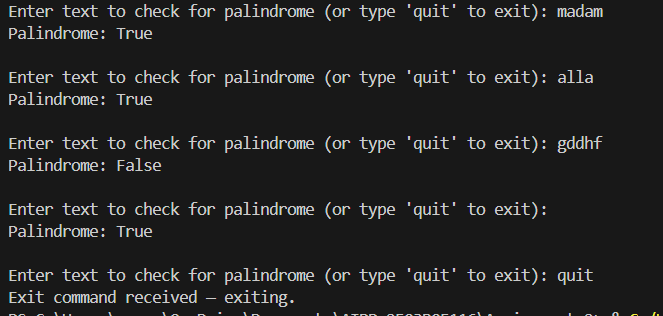 Enter text to check for palindrome (or type 'quit' to exit): madam
Palindrome: True
Enter text to check for palindrome (or type 'quit' to exit): alla
Palindrome: True
Enter text to check for palindrome (or type 'quit' to exit): gddhf
Palindrome: False
Enter text to check for palindrome (or type 'quit' to exit):
Palindrome: True
Enter text to check for palindrome (or type 'quit' to exit): quit
Exit command received — exiting.